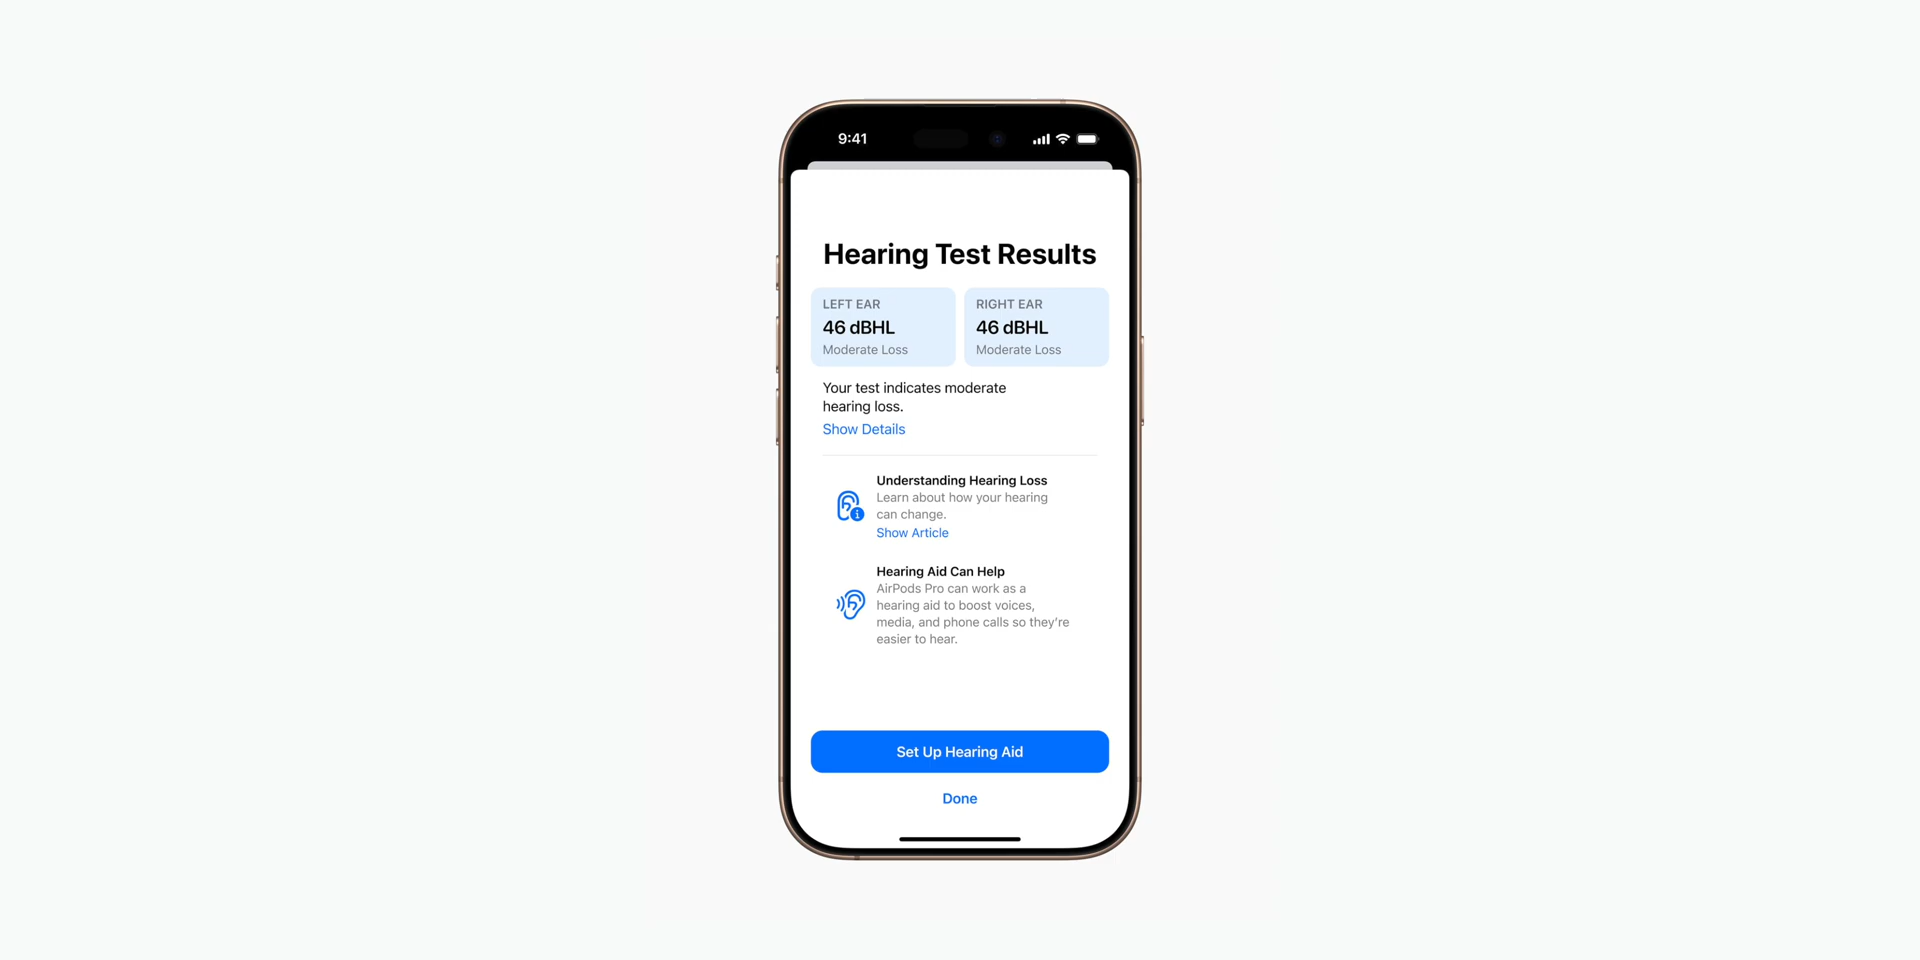 9:41
Hearing Test Results
LEFT EAR
46 dBHL
Moderate Loss
RIGHT EAR
46 dBHL
Moderate Loss
Your test indicates moderate
hearing loss.
Show Details
Understanding Hearing Loss
Learn about how your hearing
can change.
Show Article
Hearing Aid Can Help
AirPods Pro can work as a
hearing aid to boost voices,
media, and phone calls so they’re
easier to hear.
Set Up Hearing Aid
Done